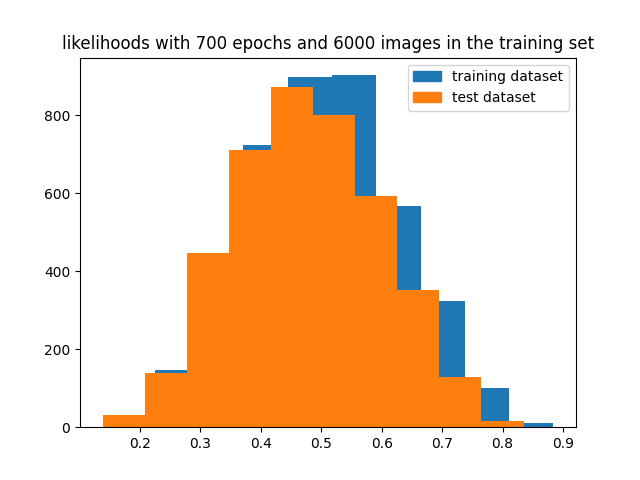 likelihoods with 700 epochs and 6000 images in the training set
training dataset
test dataset
800
600
400
200
0
0.2 0.3 0.4 0.5 0.6 0.7 0.8 0.9